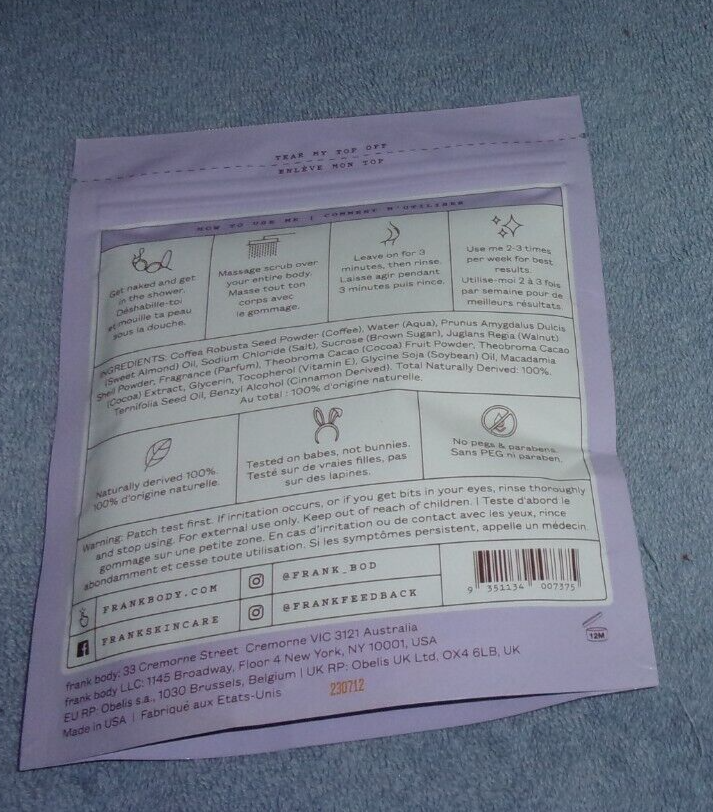 TEAR MY TOP OFF
ENLÈVE MON TOP
HOW TO USE ME | COMMENT M'UTILISER
Get naked and get
in the shower.
Déshabille-toi
et mouille ta peau
sous la douche.
Massage scrub over
your entire body.
Masse tout ton
corps avec
le gommage.
Leave on for 3
minutes, then rinse.
Laisse agir pendant
3 minutes puis rince.
Use me 2-3 times
per week for best
results.
Utilise-moi 2 à 3 fois
par semaine pour de
meilleurs résultats.
INGREDIENTS: Coffea Robusta Seed Powder (Coffee), Water (Aqua), Prunus Amygdalus Dulcis
(Sweet Almond) Oil, Sodium Chloride (Salt), Sucrose (Brown Sugar), Juglans Regia (Walnut)
Shell Powder, Fragrance (Parfum), Theobroma Cacao (Cocoa) Fruit Powder, Theobroma Cacao
(Cocoa) Extract, Glycerin, Tocopherol (Vitamin E), Glycine Soja (Soybean) Oil, Macadamia
Ternifolia Seed Oil, Benzyl Alcohol (Cinnamon Derived). Total Naturally Derived: 100%.
Au total : 100% d'origine naturelle.
Naturally derived 100%.
100% d'origine naturelle.
Tested on babes, not bunnies.
Testé sur de vraies filles, pas
sur des lapines.
No pegs & parabens.
Sans PEG ni paraben.
Warning: Patch test first. If irritation occurs, or if you get bits in your eyes, rinse thoroughly
and stop using. For external use only. Keep out of reach of children. | Teste d'abord le
gommage sur une petite zone. En cas d'irritation ou de contact avec les yeux, rince
abondamment et cesse toute utilisation. Si les symptômes persistent, appelle un médecin.
FRANKBODY.COM
@FRANK_BOD
FRANKSKINCARE
@FRANKFEEDBACK
9 351134 007375
12M
frank body: 33 Cremorne Street Cremorne VIC 3121 Australia
frank body LLC: 1145 Broadway, Floor 4 New York, NY 10001, USA
EU RP: Obelis s.a., 1030 Brussels, Belgium | UK RP: Obelis UK Ltd, OX4 6LB, UK
Made in USA | Fabriqué aux Etats-Unis
230712